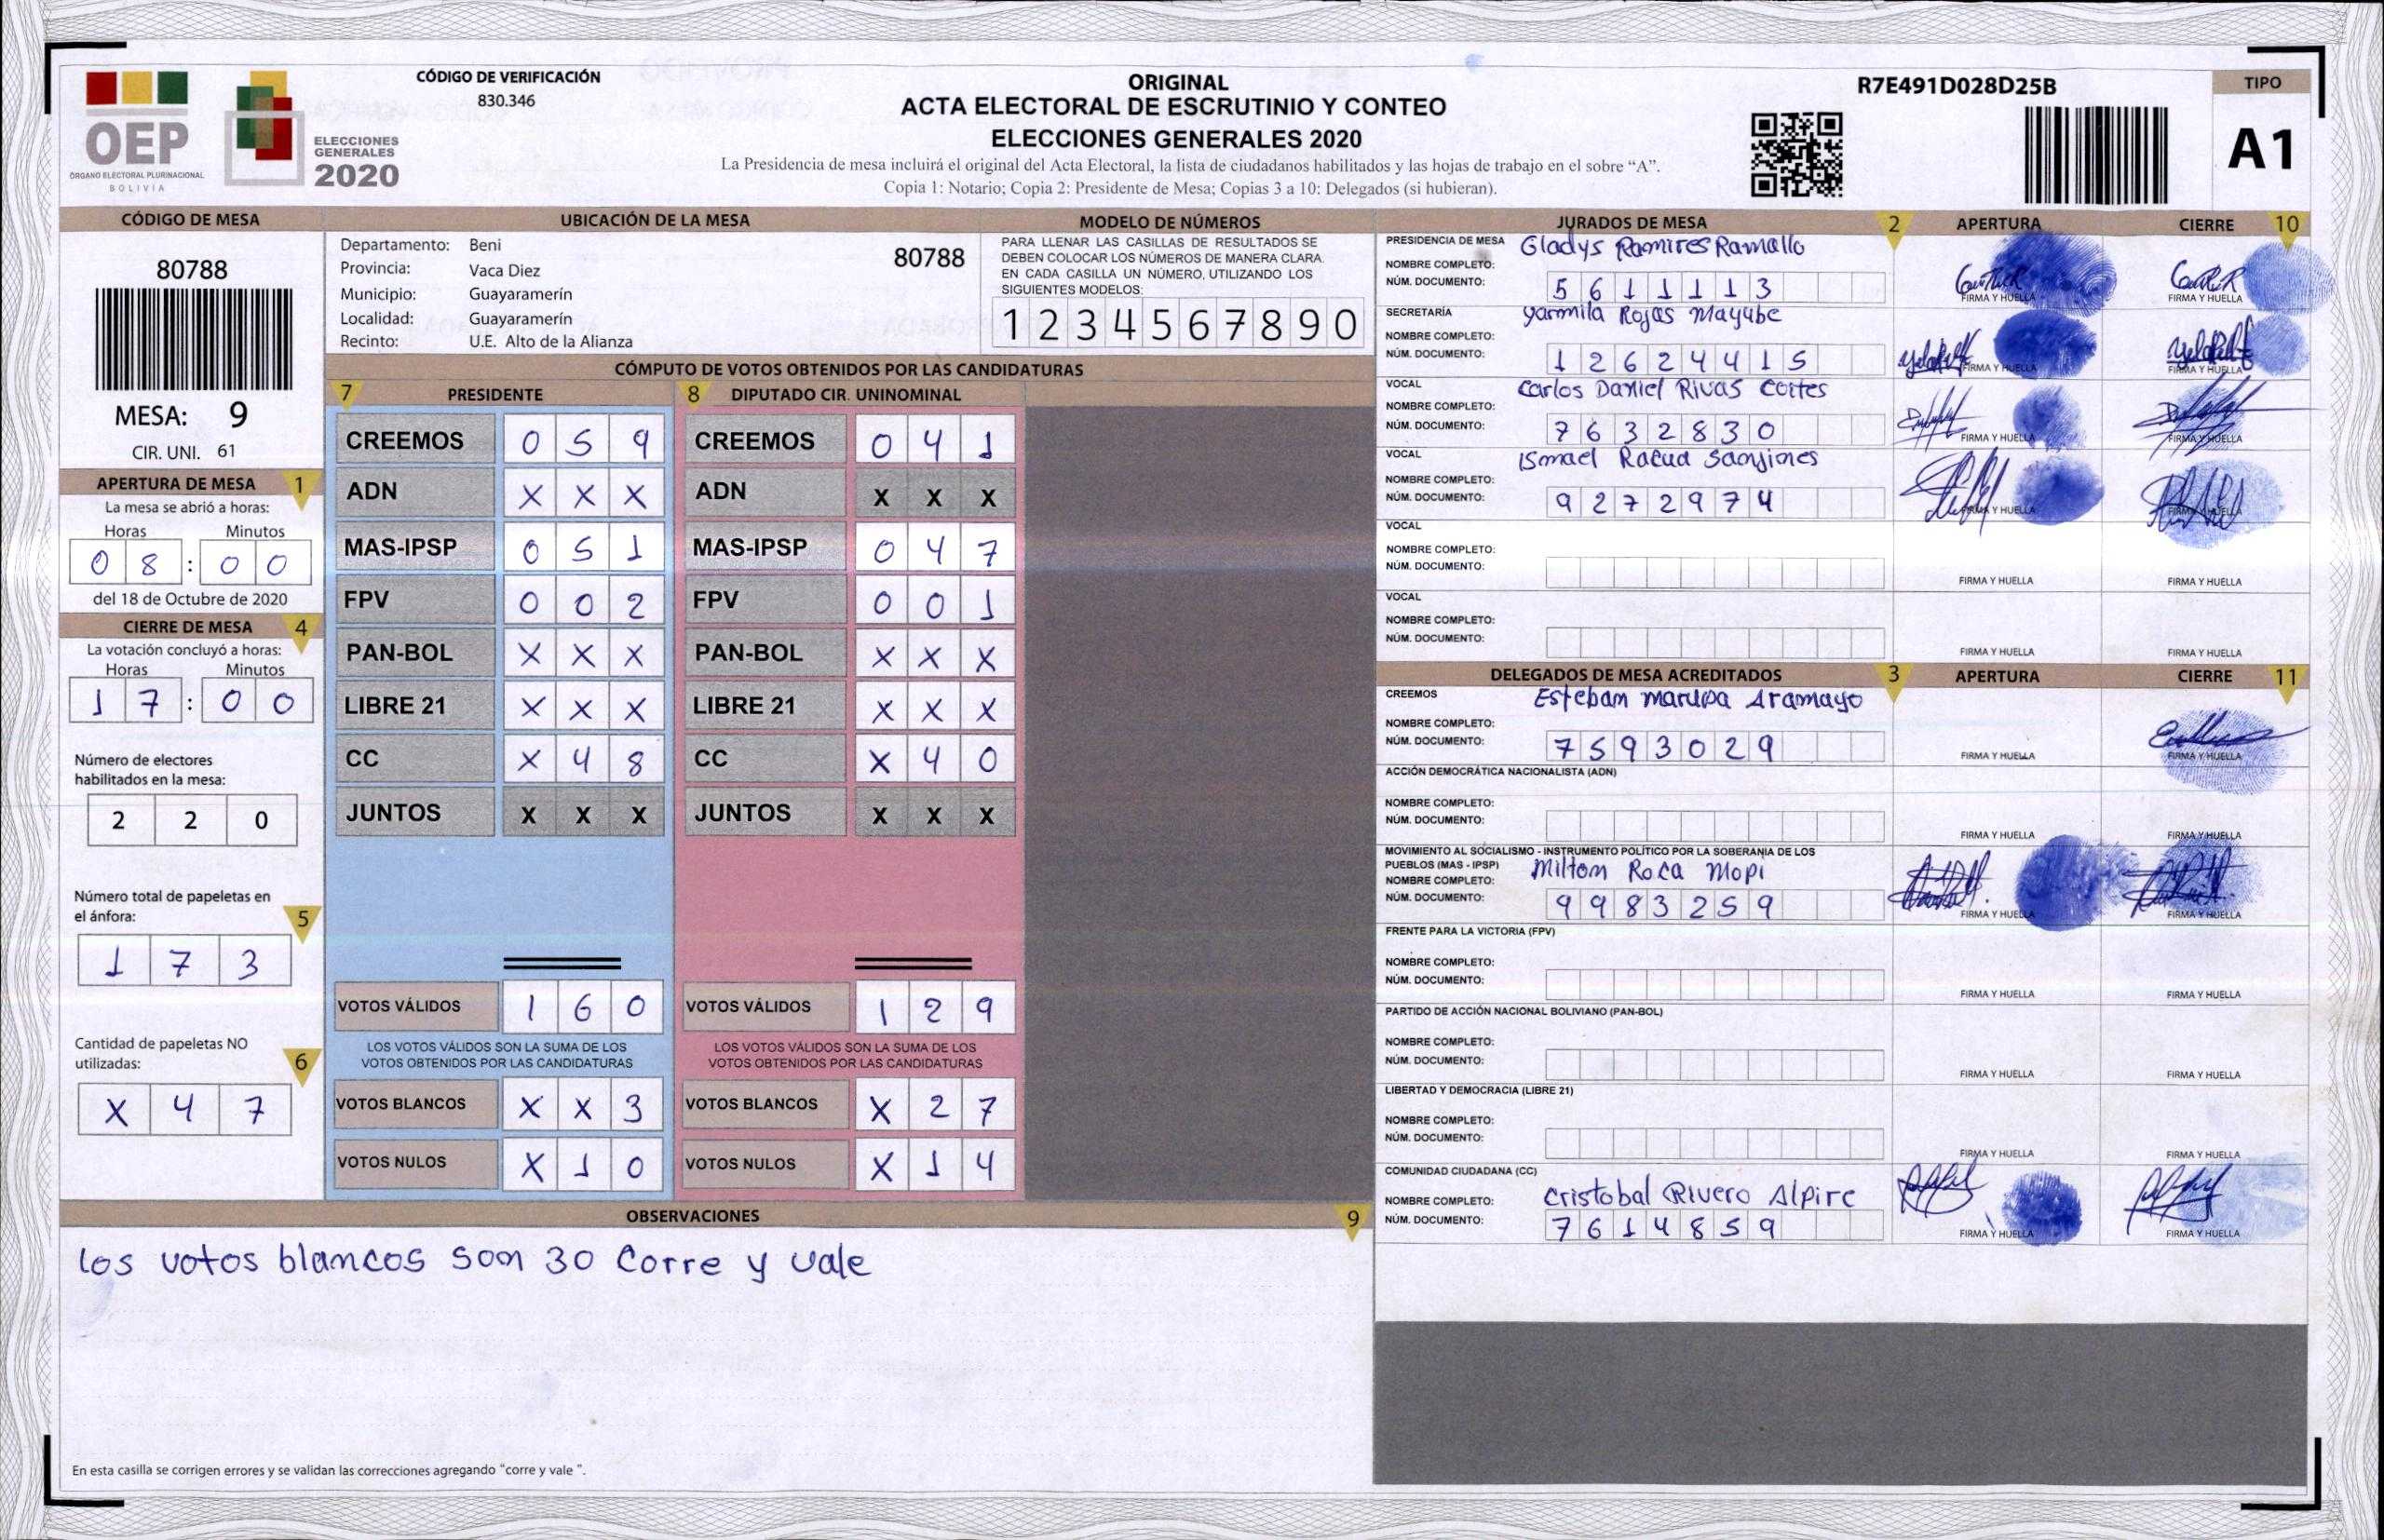 OEP
ÓRGANO ELECTORAL PLURINACIONAL
BOLIVIA
ELECCIONES
GENERALES
2020
CÓDIGO DE VERIFICACIÓN
830.346
ORIGINAL
ACTA ELECTORAL DE ESCRUTINIO Y CONTEO
ELECCIONES GENERALES 2020
La Presidencia de mesa incluirá el original del Acta Electoral, la lista de ciudadanos habilitados y las hojas de trabajo en el sobre “A”.
Copia 1: Notario; Copia 2: Presidente de Mesa; Copias 3 a 10: Delegados (si hubieran).
R7E491D028D25B
TIPO
A1
CÓDIGO DE MESA
80788
MESA: 9
CIR. UNI. 61
APERTURA DE MESA 1
La mesa se abrió a horas:
Horas Minutos
0 8 : 0 0
del 18 de Octubre de 2020
CIERRE DE MESA 4
La votación concluyó a horas:
Horas Minutos
1 7 : 0 0
Número de electores
habilitados en la mesa:
2 2 0
Número total de papeletas en
el ánfora: 5
1 7 3
Cantidad de papeletas NO
utilizadas: 6
X 4 7
UBICACIÓN DE LA MESA
Departamento: Beni 80788
Provincia: Vaca Diez
Municipio: Guayaramerín
Localidad: Guayaramerín
Recinto: U.E. Alto de la Alianza
MODELO DE NÚMEROS
PARA LLENAR LAS CASILLAS DE RESULTADOS SE
DEBEN COLOCAR LOS NÚMEROS DE MANERA CLARA.
EN CADA CASILLA UN NÚMERO, UTILIZANDO LOS
SIGUIENTES MODELOS:
1 2 3 4 5 6 7 8 9 0
CÓMPUTO DE VOTOS OBTENIDOS POR LAS CANDIDATURAS
7 PRESIDENTE 8 DIPUTADO CIR. UNINOMINAL
CREEMOS 0 5 9 CREEMOS 0 4 1
ADN X X X ADN X X X
MAS-IPSP 0 5 1 MAS-IPSP 0 4 7
FPV 0 0 2 FPV 0 0 1
PAN-BOL X X X PAN-BOL X X X
LIBRE 21 X X X LIBRE 21 X X X
CC X 4 8 CC X 4 0
JUNTOS X X X JUNTOS X X X
VOTOS VÁLIDOS 1 6 0 VOTOS VÁLIDOS 1 2 9
LOS VOTOS VÁLIDOS SON LA SUMA DE LOS LOS VOTOS VÁLIDOS SON LA SUMA DE LOS
VOTOS OBTENIDOS POR LAS CANDIDATURAS VOTOS OBTENIDOS POR LAS CANDIDATURAS
VOTOS BLANCOS X X 3 VOTOS BLANCOS X 2 7
VOTOS NULOS X 1 0 VOTOS NULOS X 1 4
OBSERVACIONES 9
los votos blancos son 30 Corre y vale
En esta casilla se corrigen errores y se validan las correcciones agregando “corre y vale ”.
JURADOS DE MESA 2 APERTURA CIERRE 10
PRESIDENCIA DE MESA Gladys Ramires Ramallo
NOMBRE COMPLETO:
NÚM. DOCUMENTO: 5 6 1 1 1 1 3 FIRMA Y HUELLA FIRMA Y HUELLA
SECRETARÍA Yarmila Rojas Mayube
NOMBRE COMPLETO:
NÚM. DOCUMENTO: 1 2 6 2 4 4 1 5 FIRMA Y HUELLA FIRMA Y HUELLA
VOCAL Carlos Daniel Rivas Cortes
NOMBRE COMPLETO:
NÚM. DOCUMENTO: 7 6 3 2 8 3 0 FIRMA Y HUELLA FIRMA Y HUELLA
VOCAL Ismael Racua Sanjines
NOMBRE COMPLETO:
NÚM. DOCUMENTO: 9 2 7 2 9 7 4 FIRMA Y HUELLA FIRMA Y HUELLA
VOCAL
NOMBRE COMPLETO:
NÚM. DOCUMENTO: FIRMA Y HUELLA FIRMA Y HUELLA
VOCAL
NOMBRE COMPLETO:
NÚM. DOCUMENTO: FIRMA Y HUELLA FIRMA Y HUELLA
DELEGADOS DE MESA ACREDITADOS 3 APERTURA CIERRE 11
CREEMOS Esteban Marupa Aramayo
NOMBRE COMPLETO:
NÚM. DOCUMENTO: 7 5 9 3 0 2 9 FIRMA Y HUELLA FIRMA Y HUELLA
ACCIÓN DEMOCRÁTICA NACIONALISTA (ADN)
NOMBRE COMPLETO:
NÚM. DOCUMENTO: FIRMA Y HUELLA FIRMA Y HUELLA
MOVIMIENTO AL SOCIALISMO - INSTRUMENTO POLÍTICO POR LA SOBERANÍA DE LOS
PUEBLOS (MAS - IPSP) Milton Roca Mopi
NOMBRE COMPLETO:
NÚM. DOCUMENTO: 9 9 8 3 2 5 9 FIRMA Y HUELLA FIRMA Y HUELLA
FRENTE PARA LA VICTORIA (FPV)
NOMBRE COMPLETO:
NÚM. DOCUMENTO: FIRMA Y HUELLA FIRMA Y HUELLA
PARTIDO DE ACCIÓN NACIONAL BOLIVIANO (PAN-BOL)
NOMBRE COMPLETO:
NÚM. DOCUMENTO: FIRMA Y HUELLA FIRMA Y HUELLA
LIBERTAD Y DEMOCRACIA (LIBRE 21)
NOMBRE COMPLETO:
NÚM. DOCUMENTO: FIRMA Y HUELLA FIRMA Y HUELLA
COMUNIDAD CIUDADANA (CC)
NOMBRE COMPLETO: Cristobal Rivero Alpire
NÚM. DOCUMENTO: 7 6 1 4 8 5 9 FIRMA Y HUELLA FIRMA Y HUELLA